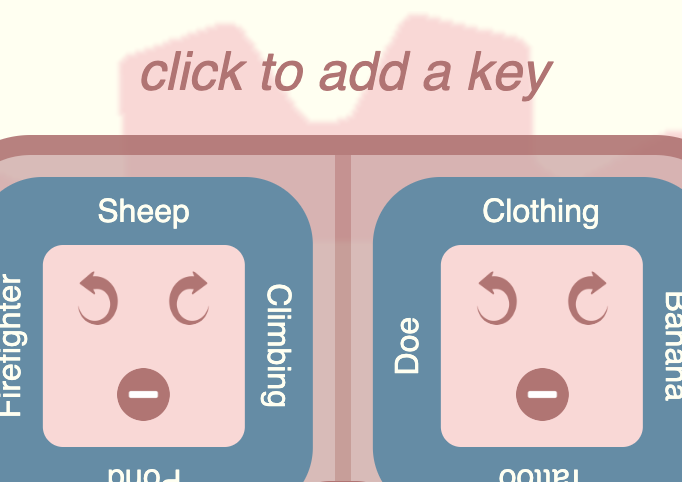 click to add a key
Sheep
Clothing
Firefighter
Climbing
Doe
Banana
Pond
Tattoo